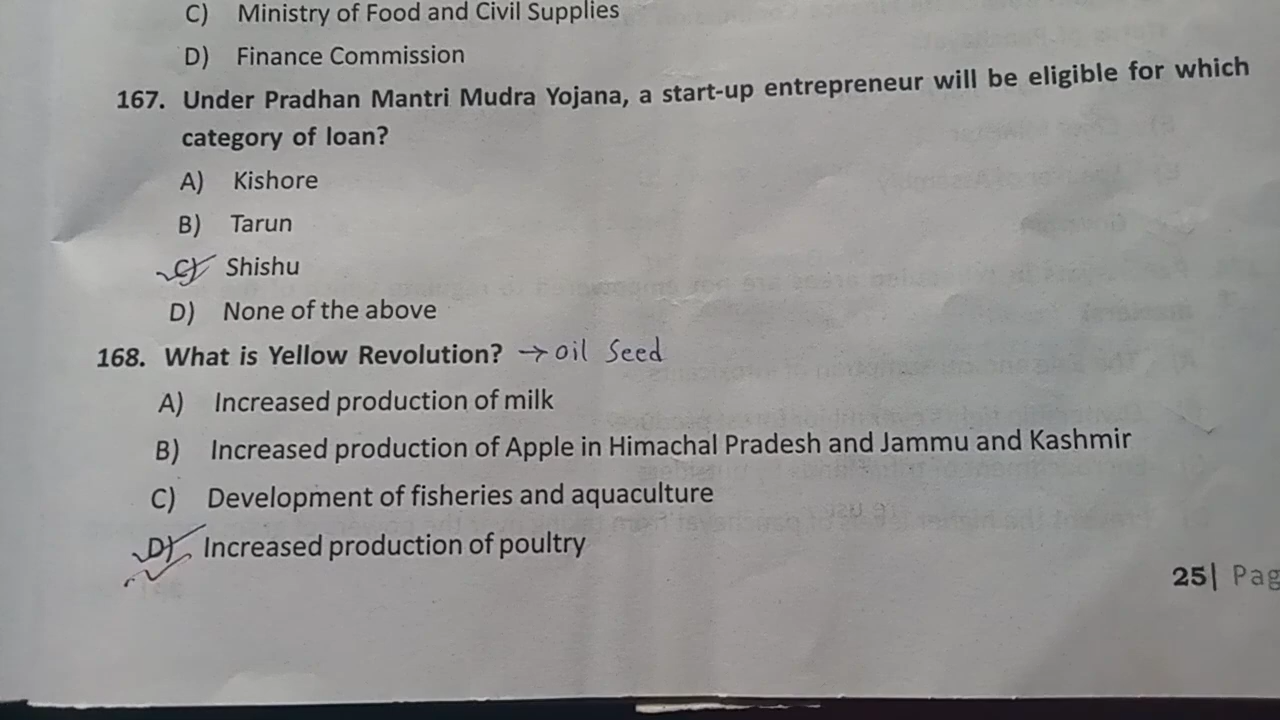 C) Ministry of Food and Civil Supplies
D) Finance Commission
167. Under Pradhan Mantri Mudra Yojana, a start-up entrepreneur will be eligible for which
category of loan?
A) Kishore
B) Tarun
C) Shishu
D) None of the above
168. What is Yellow Revolution? → oil Seed
A) Increased production of milk
B) Increased production of Apple in Himachal Pradesh and Jammu and Kashmir
C) Development of fisheries and aquaculture
D) Increased production of poultry
25| Pag